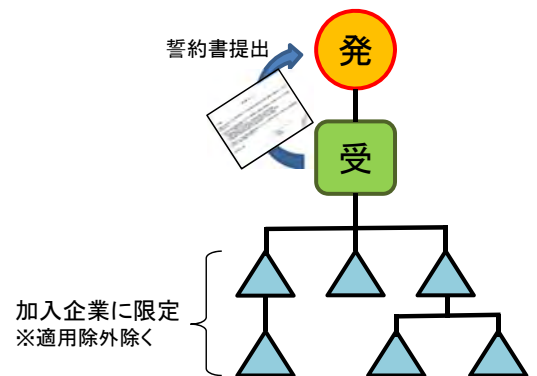 誓約書提出
発
受
加入企業に限定
※適用除外除く